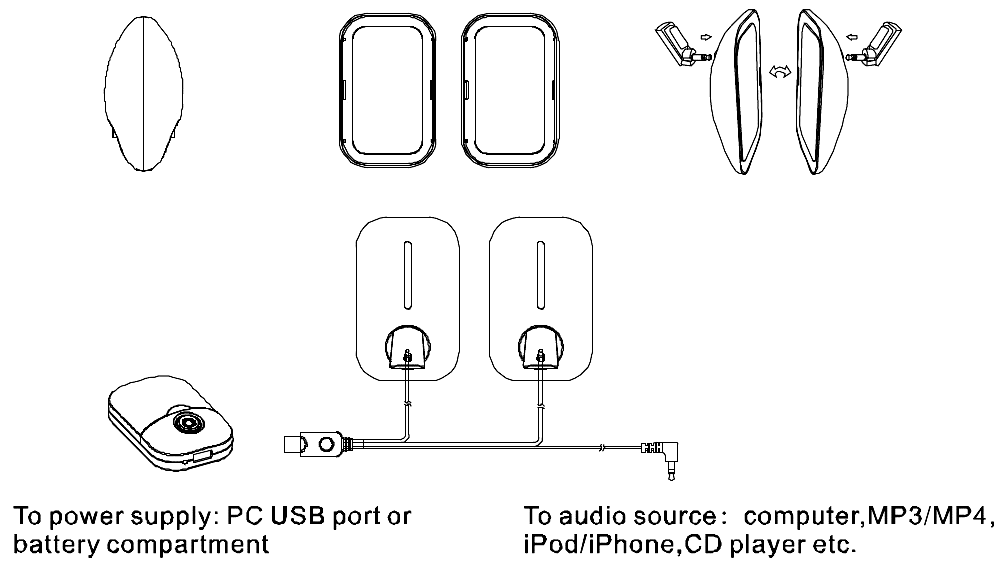 To power supply: PC USB port or
battery compartment
To audio source: computer,MP3/MP4,
iPod/iPhone,CD player etc.